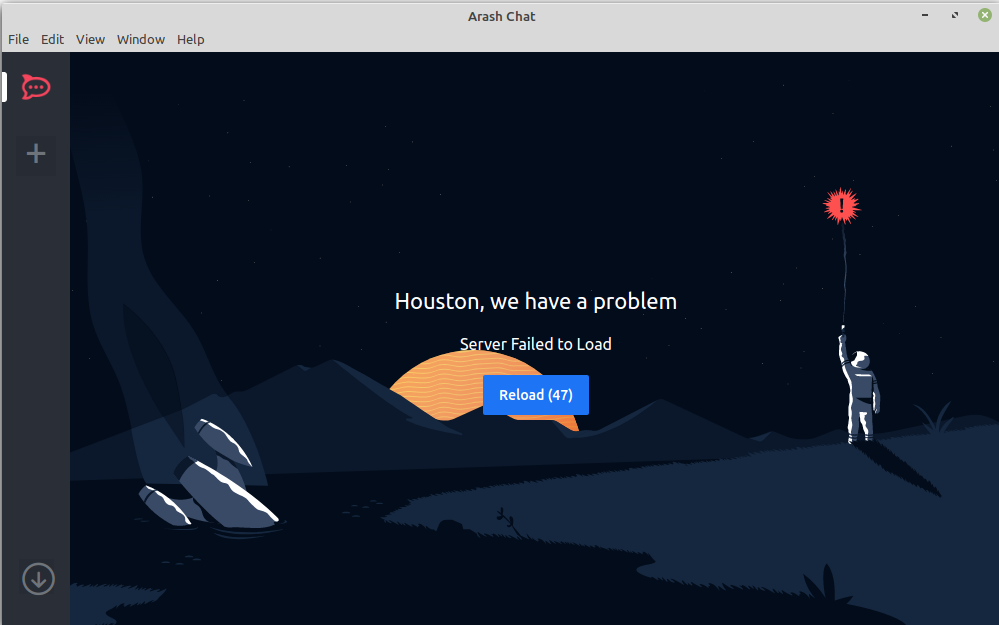 Arash Chat
File Edit View Window Help
Houston, we have a problem
Server Failed to Load
Reload (47)